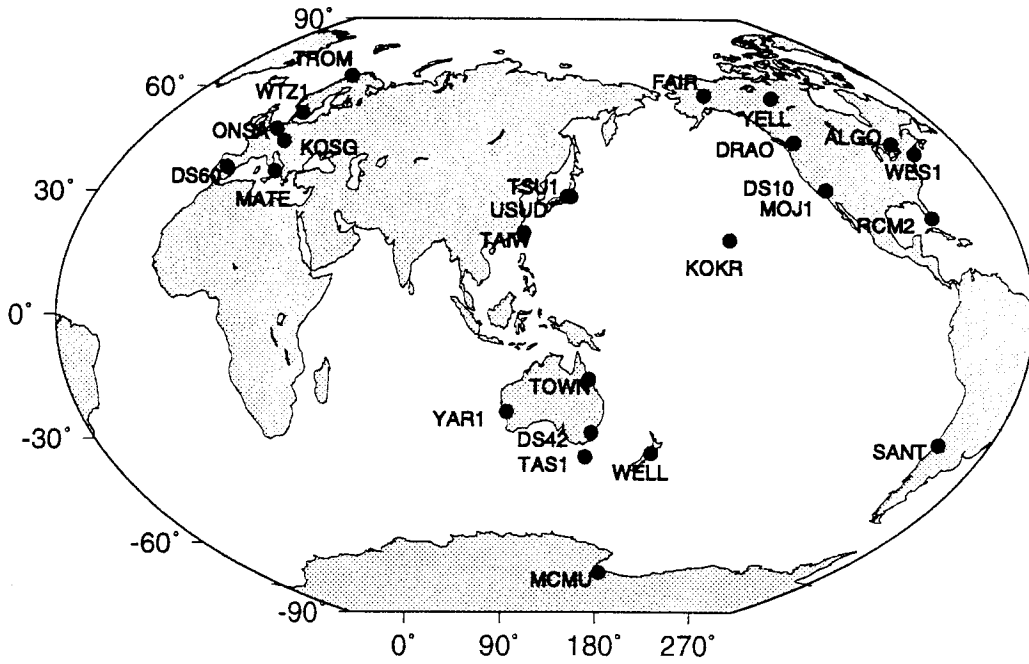 90°
TROM
60°
FAIR
WTZ1
YELL
ONSA
KOSG
DRAO
ALGO
WES1
DS60
MATE
30°
TSU1
DS10
USUD
MOJ1
RCM2
TAIW
KOKR
0°
TOWN
YAR1
DS42
-30°
SANT
TAS1
WELL
-60°
MCMU
-90°
0° 90° 180° 270°